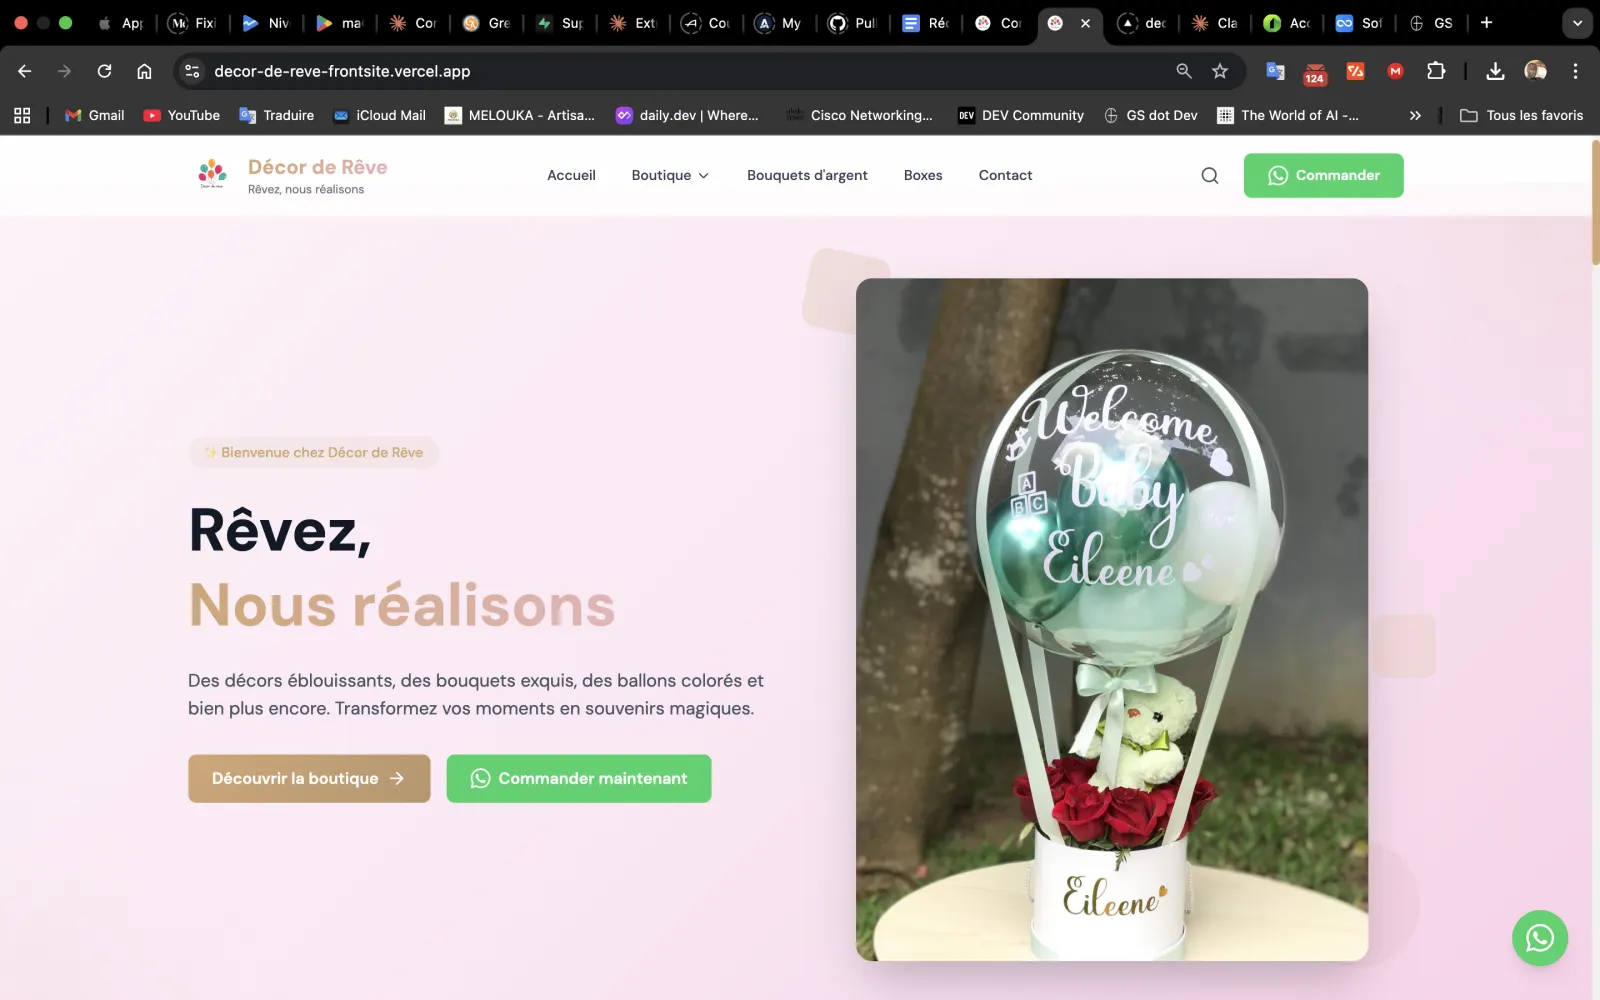 App
Fixi
Niv
ma
Cor
Gre
Sup
Ext
Cou
My
Pull
Réc
Cor
dec
Cla
Acc
Sof
GS
decor-de-reve-frontsite.vercel.app
124
Gmail
YouTube
Traduire
iCloud Mail
MELOUKA - Artisa...
daily.dev | Where...
Cisco Networking...
DEV
DEV Community
GS dot Dev
The World of AI -...
Tous les favoris
Décor de Rêve
Rêvez, nous réalisons
Accueil
Boutique
Bouquets d'argent
Boxes
Contact
Commander
Bienvenue chez Décor de Rêve
Rêvez,
Nous réalisons
Des décors éblouissants, des bouquets exquis, des ballons colorés et
bien plus encore. Transformez vos moments en souvenirs magiques.
Découvrir la boutique
Commander maintenant
Welcome
Baby
Eileene
A
B C
Eileene